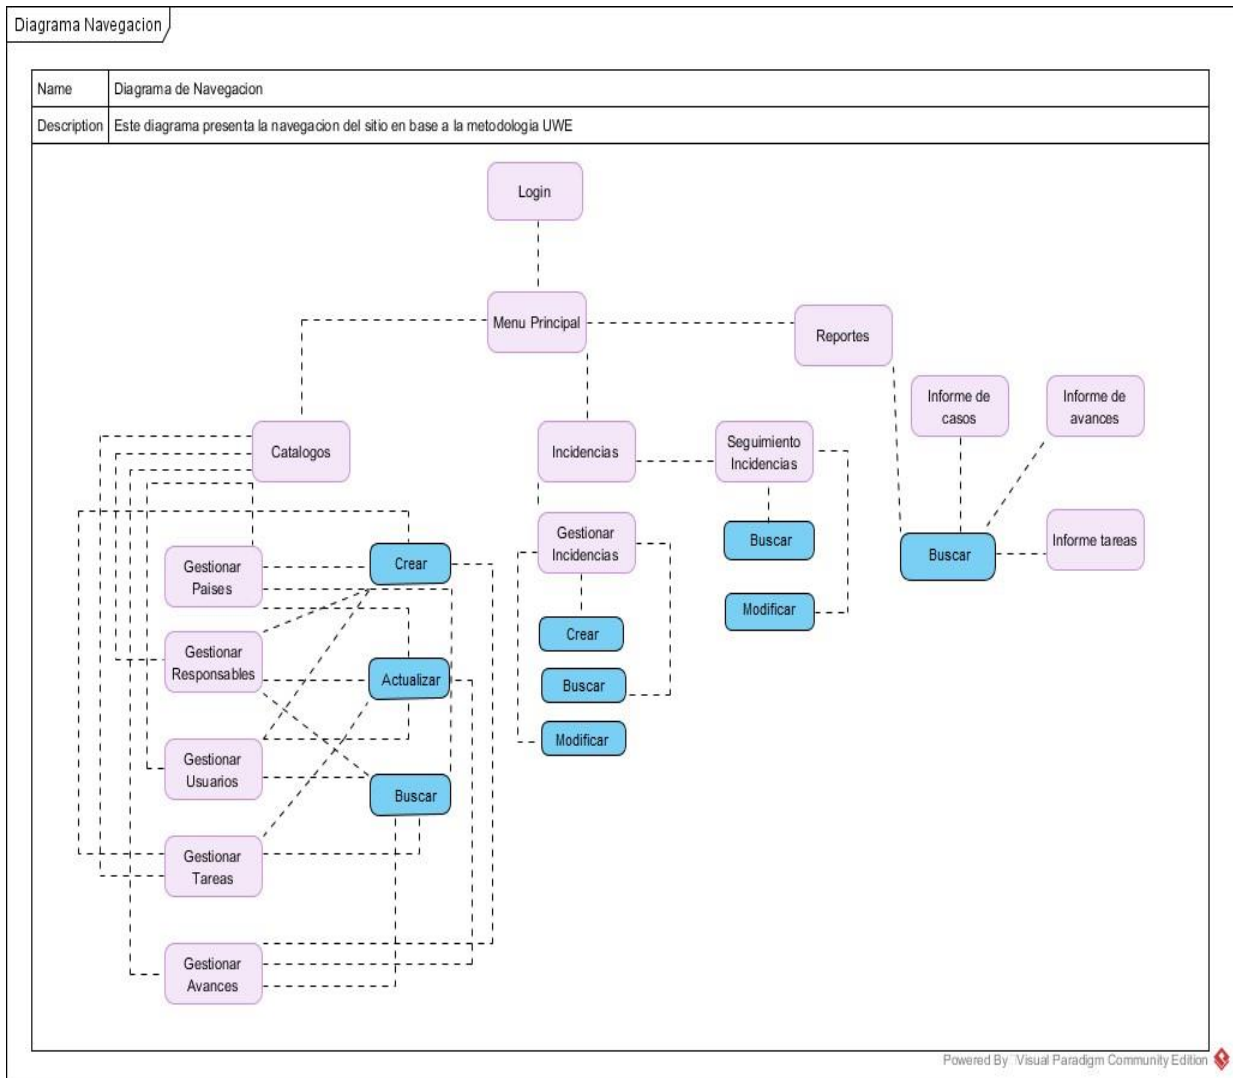 Diagrama Navegacion
Name
Diagrama de Navegacion
Description
Este diagrama presenta la navegacion del sitio en base a la metodologia UWE
Login
Menu Principal
Reportes
Informe de
casos
Informe de
avances
Catalogos
Incidencias
Seguimiento
Incidencias
Gestionar
Incidencias
Buscar
Buscar
Informe tareas
Gestionar
Paises
Crear
Modificar
Crear
Gestionar
Responsables
Actualizar
Buscar
Modificar
Gestionar
Usuarios
Buscar
Gestionar
Tareas
Gestionar
Avances
Powered By Visual Paradigm Community Edition